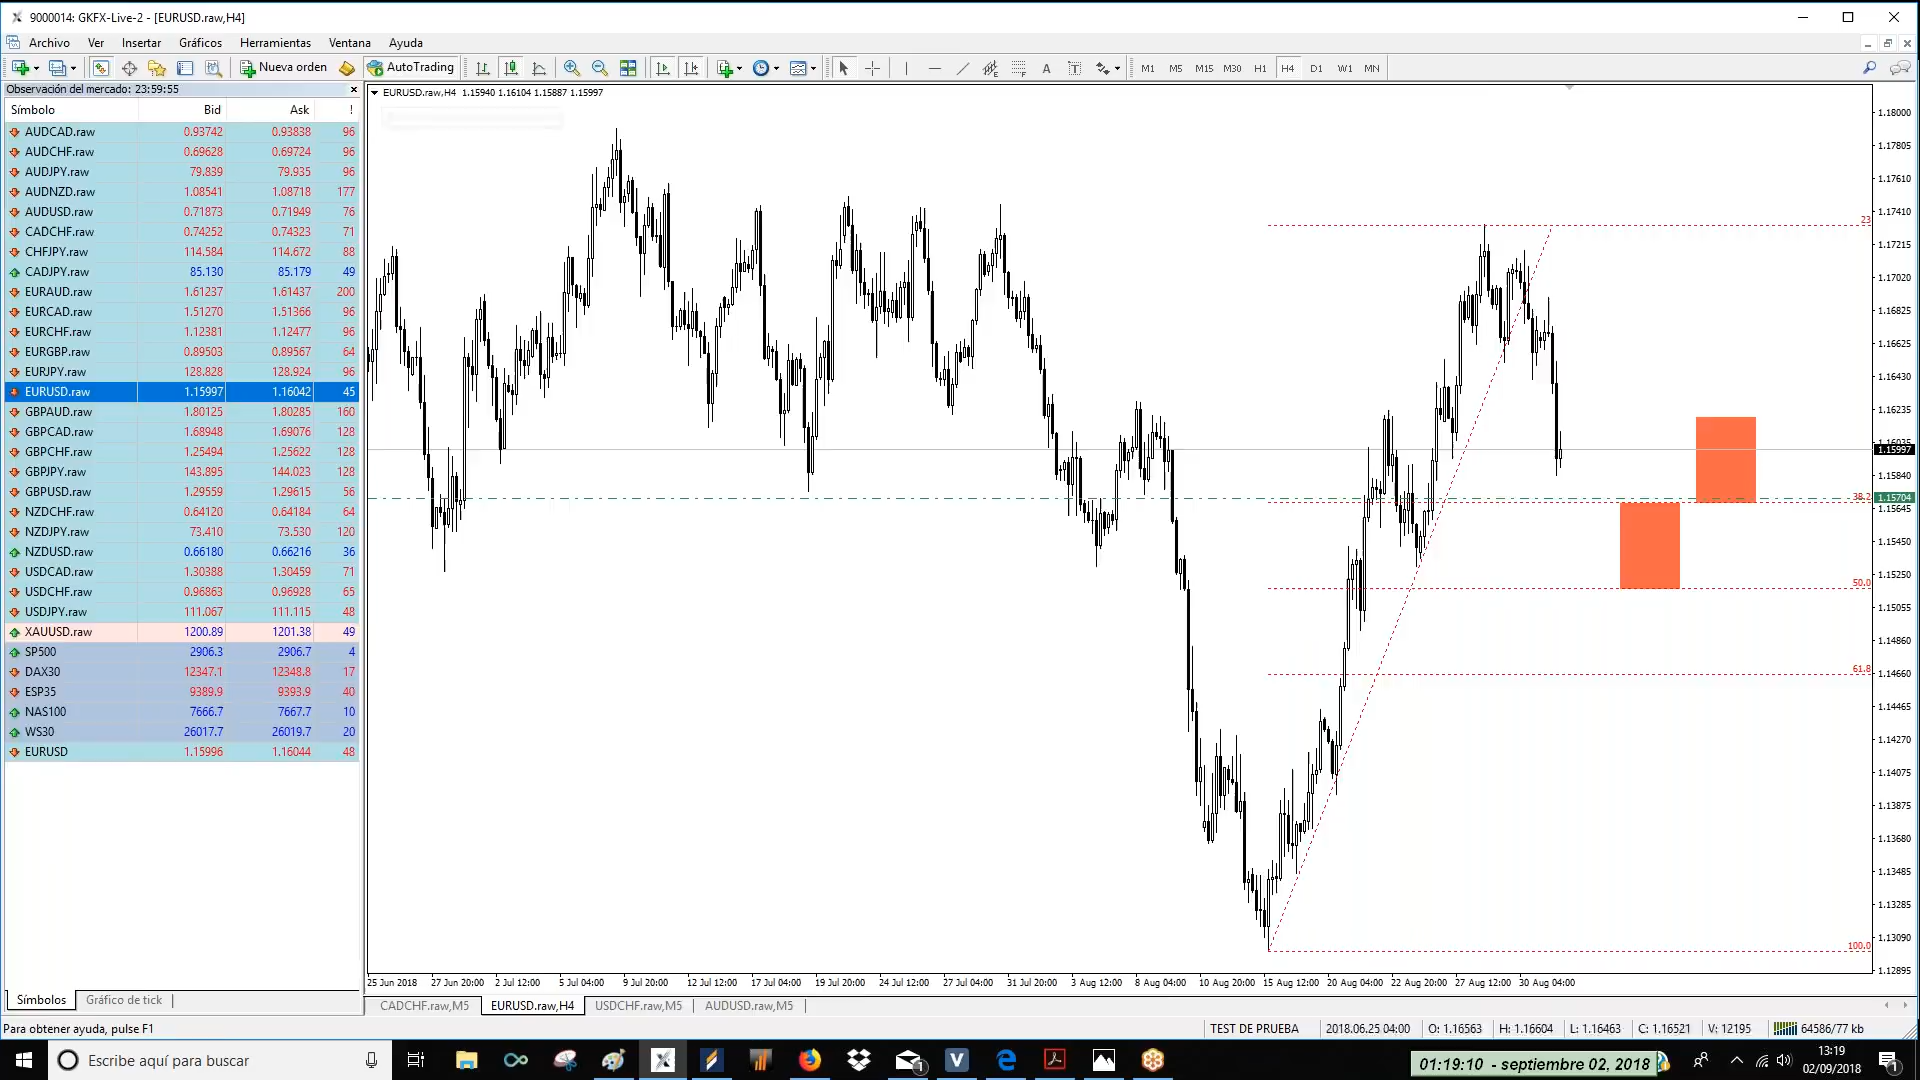 9000014: GKFX-Live-2 - [EURUSD.raw,H4]
Archivo Ver Insertar Gráficos Herramientas Ventana Ayuda
Nueva orden AutoTrading A T M1 M5 M15 M30 H1 H4 D1 W1 MN
Observación del mercado: 23:59:55
Símbolo Bid Ask !
AUDCAD.raw 0.93742 0.93838 96
AUDCHF.raw 0.69628 0.69724 96
AUDJPY.raw 79.839 79.935 96
AUDNZD.raw 1.08541 1.08718 177
AUDUSD.raw 0.71873 0.71949 76
CADCHF.raw 0.74252 0.74323 71
CHFJPY.raw 114.584 114.672 88
CADJPY.raw 85.130 85.179 49
EURAUD.raw 1.61237 1.61437 200
EURCAD.raw 1.51270 1.51366 96
EURCHF.raw 1.12381 1.12477 96
EURGBP.raw 0.89503 0.89567 64
EURJPY.raw 128.828 128.924 96
EURUSD.raw 1.15997 1.16042 45
GBPAUD.raw 1.80125 1.80285 160
GBPCAD.raw 1.68948 1.69076 128
GBPCHF.raw 1.25494 1.25622 128
GBPJPY.raw 143.895 144.023 128
GBPUSD.raw 1.29559 1.29615 56
NZDCHF.raw 0.64120 0.64184 64
NZDJPY.raw 73.410 73.530 120
NZDUSD.raw 0.66180 0.66216 36
USDCAD.raw 1.30388 1.30459 71
USDCHF.raw 0.96863 0.96928 65
USDJPY.raw 111.067 111.115 48
XAUUSD.raw 1200.89 1201.38 49
SP500 2906.3 2906.7 4
DAX30 12347.1 12348.8 17
ESP35 9389.9 9393.9 40
NAS100 7666.7 7667.7 10
WS30 26017.7 26019.7 20
EURUSD 1.15996 1.16044 48
Símbolos Gráfico de tick
EURUSD.raw,H4 1.15940 1.16104 1.15887 1.15997
1.18000
1.17805
1.17610
1.17410
23
1.17215
1.17020
1.16825
1.16625
1.16430
1.16235
1.16035
1.15997
1.15840
38.2
1.15704
1.15645
1.15450
1.15250
50.0
1.15055
1.14860
61.8
1.14660
1.14465
1.14270
1.14075
1.13875
1.13680
1.13485
1.13285
1.13090
100.0
1.12895
25 Jun 2018 27 Jun 20:00 2 Jul 12:00 5 Jul 04:00 9 Jul 20:00 12 Jul 12:00 17 Jul 04:00 19 Jul 20:00 24 Jul 12:00 27 Jul 04:00 31 Jul 20:00 3 Aug 12:00 8 Aug 04:00 10 Aug 20:00 15 Aug 12:00 20 Aug 04:00 22 Aug 20:00 27 Aug 12:00 30 Aug 04:00
CADCHF.raw,M5 EURUSD.raw,H4 USDCHF.raw,M5 AUDUSD.raw,M5
Para obtener ayuda, pulse F1 TEST DE PRUEBA 2018.06.25 04:00 O: 1.16563 H: 1.16604 L: 1.16463 C: 1.16521 V: 12195 64586/77 kb
Escribe aquí para buscar
01:19:10 - septiembre 02, 2018
13:19
02/09/2018